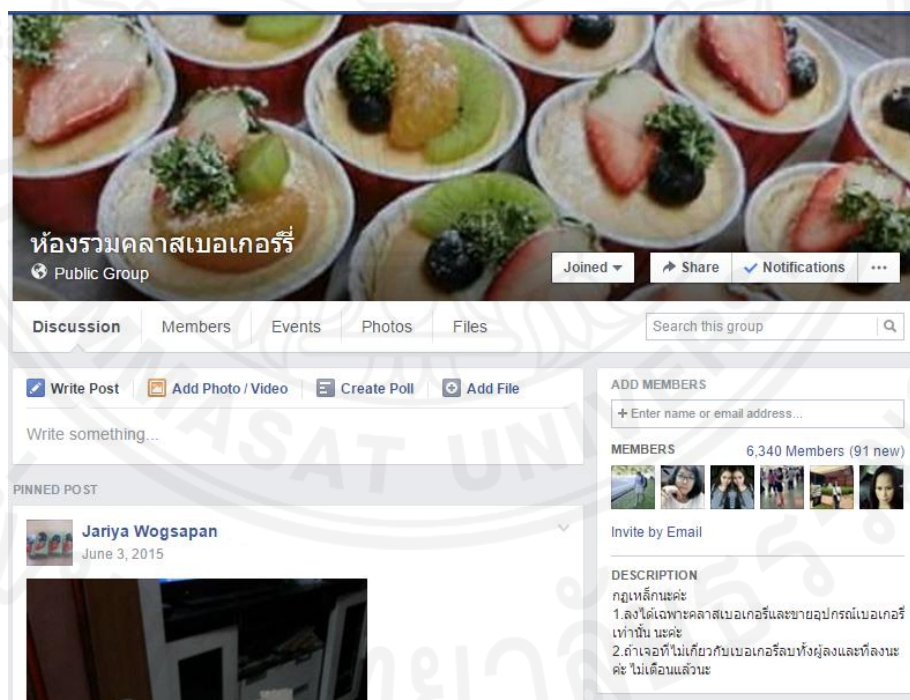 ห้องรวมคลาสเบอเกอร์รี่
Public Group
Joined
Share
Notifications
Discussion
Members
Events
Photos
Files
Search this group
Write Post
Add Photo / Video
Create Poll
Add File
Write something...
PINNED POST
Jariya Wogsapan
June 3, 2015
ADD MEMBERS
+ Enter name or email address...
MEMBERS
6,340 Members (91 new)
Invite by Email
DESCRIPTION
กฏเหล็กนะค่ะ
1.ลงได้เฉพาะคลาสเบอเกอรี่และขายอุปกรณ์เบอเกอรี่
เท่านั้น นะค่ะ
2.ถ้าเจอที่ไม่เกี่ยวกับเบอเกอรี่ลบทั้งผู้ลงและที่ลงนะ
ค่ะ ไม่เตือนแล้วนะ